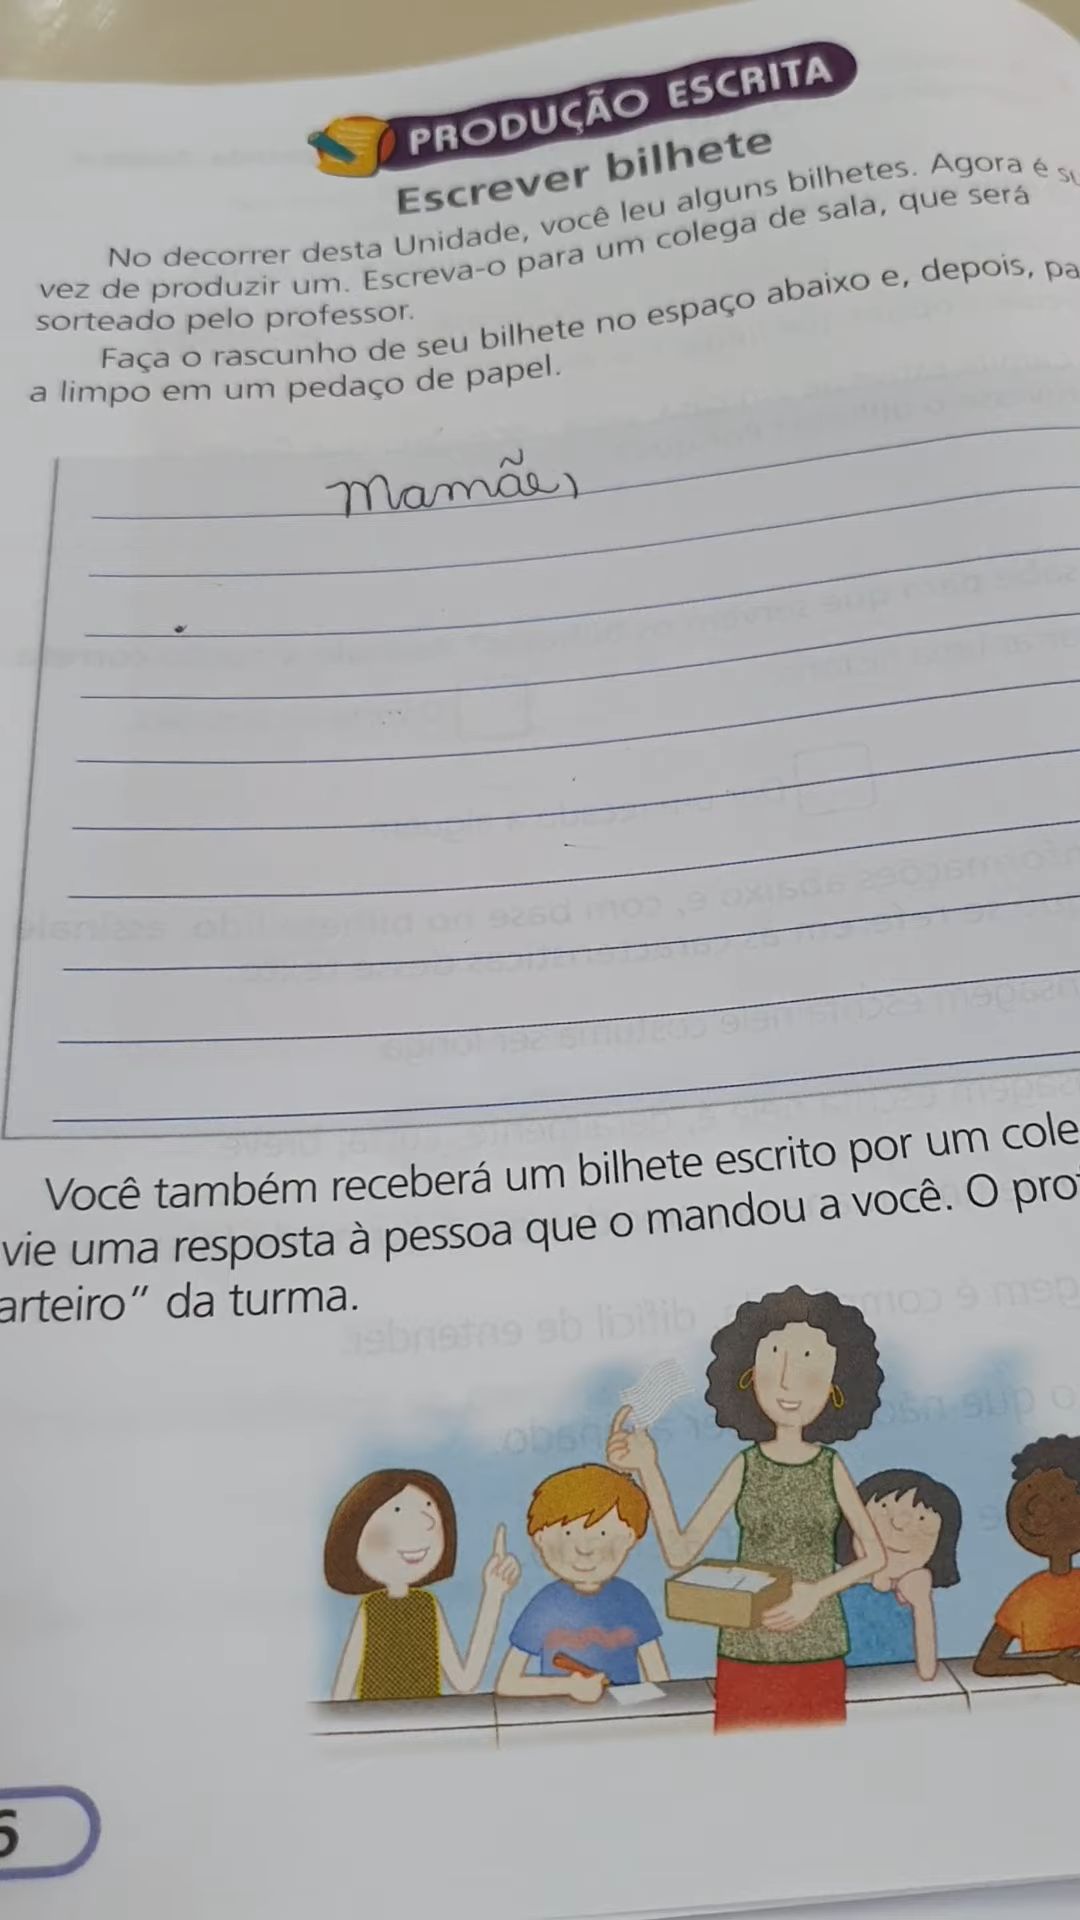 PRODUÇÃO ESCRITA
Escrever bilhete
No decorrer desta Unidade, você leu alguns bilhetes. Agora é
vez de produzir um. Escreva-o para um colega de sala, que será
sorteado pelo professor.
Faça o rascunho de seu bilhete no espaço abaixo e, depois, pa
a limpo em um pedaço de papel.
Mamãe,
Você também receberá um bilhete escrito por um cole
vie uma resposta à pessoa que o mandou a você. O pro
arteiro” da turma.
6